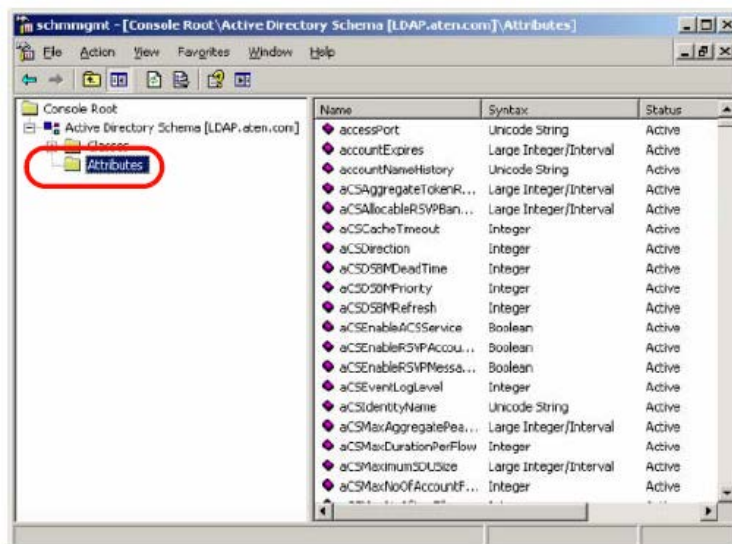 schmmgmt - [Console Root\Active Directory Schema [LDAP.aten.com]\Attributes]
File Action View Favorites Window Help
Console Root
Active Directory Schema [LDAP.aten.com]
Classes
Attributes
Name Syntax Status
accessPort Unicode String Active
accountExpires Large Integer/Interval Active
accountNameHistory Unicode String Active
aCSAggregateTokenR... Large Integer/Interval Active
aCSAllocableRSVPBan... Large Integer/Interval Active
aCSCacheTimeout Integer Active
aCSDirection Integer Active
aCSDSBMDeadTime Integer Active
aCSDSBMPriority Integer Active
aCSDSBMRefresh Integer Active
aCSEnableACSService Boolean Active
aCSEnableRSVPAccou... Boolean Active
aCSEnableRSVPMessa... Boolean Active
aCSEventLogLevel Integer Active
aCSIdentityName Unicode String Active
aCSMaxAggregatePea... Large Integer/Interval Active
aCSMaxDurationPerFlow Integer Active
aCSMaximumSDUSize Large Integer/Interval Active
aCSMaxNoOfAccountF... Integer Active